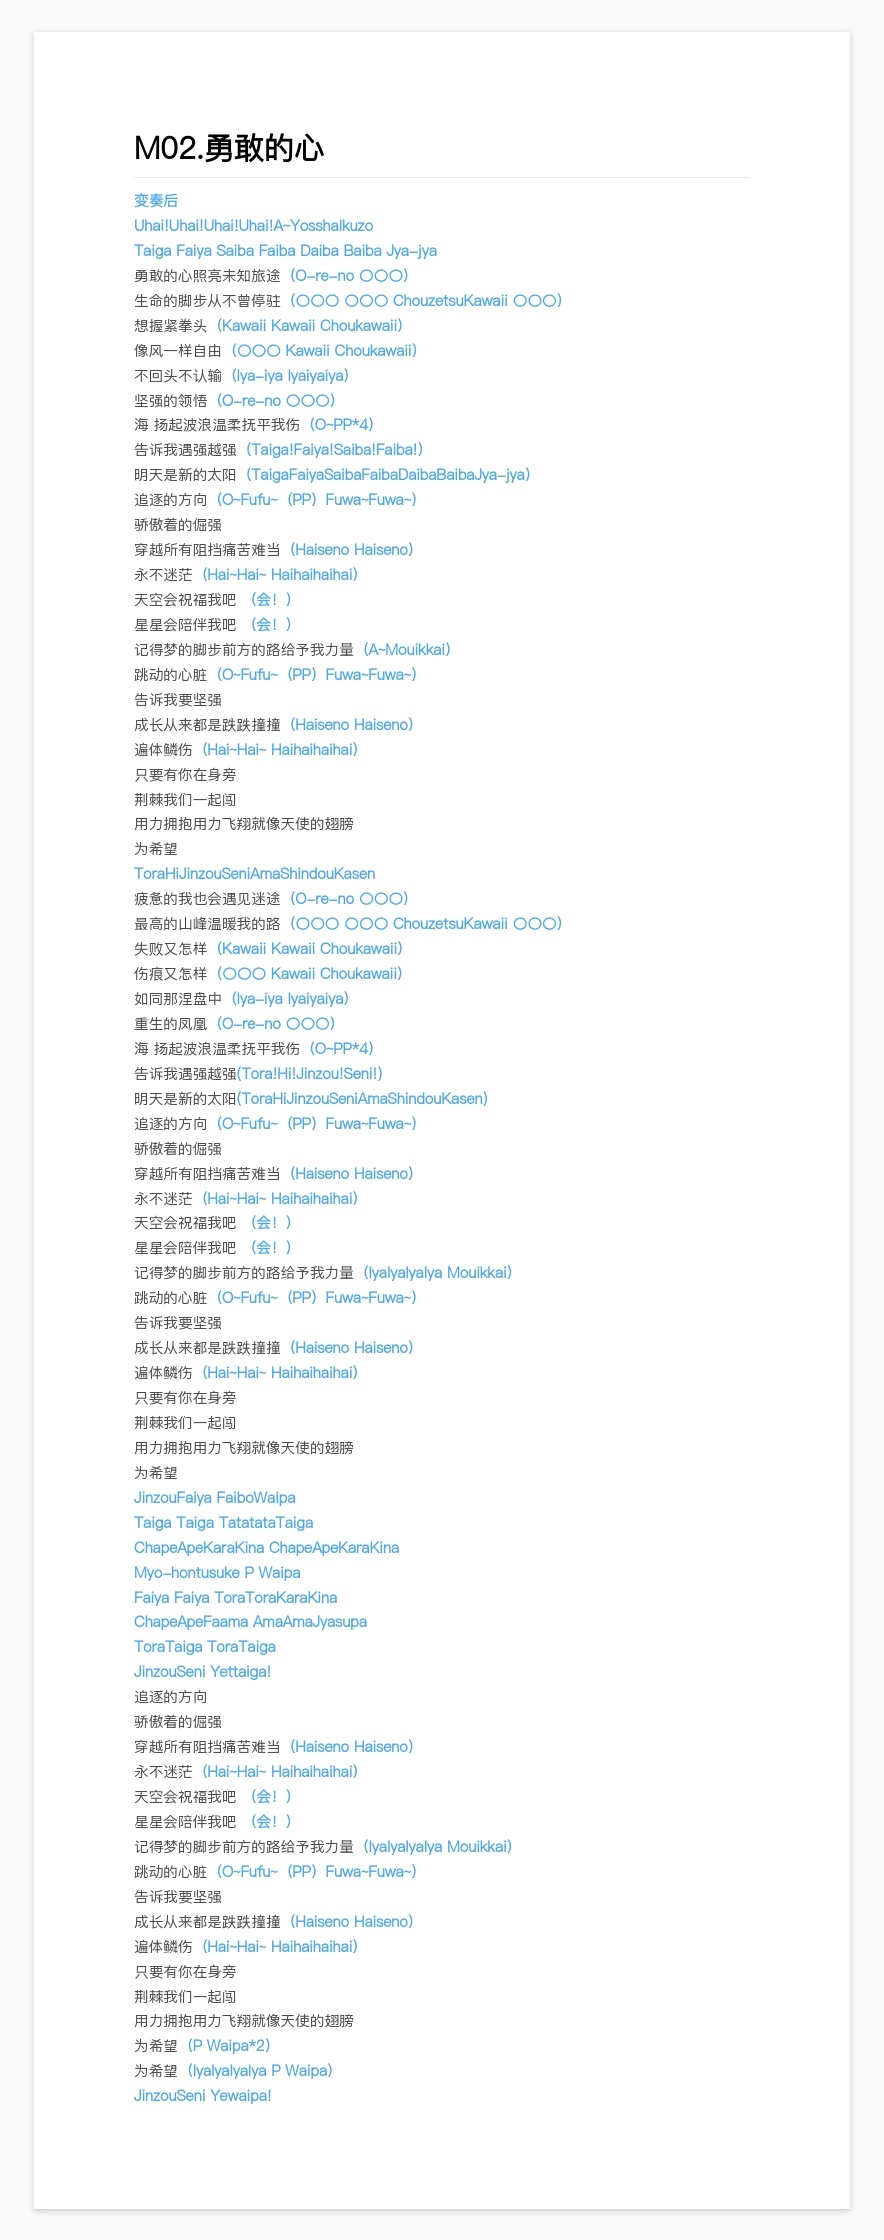 M02.勇敢的心
变奏后
Uhai!Uhai!Uhai!Uhai!A~YosshaIkuzo
Taiga Faiya Saiba Faiba Daiba Baiba Jya-jya
勇敢的心照亮未知旅途（O-re-no 〇〇〇）
生命的脚步从不曾停驻（〇〇〇 〇〇〇 ChouzetsuKawaii 〇〇〇）
想握紧拳头（Kawaii Kawaii Choukawaii）
像风一样自由（〇〇〇 Kawaii Choukawaii）
不回头不认输（Iya-iya Iyaiyaiya）
坚强的领悟（O-re-no 〇〇〇）
海 扬起波浪温柔抚平我伤（O~PP*4）
告诉我遇强越强（Taiga!Faiya!Saiba!Faiba!）
明天是新的太阳（TaigaFaiyaSaibaFaibaDaibaBaibaJya-jya）
追逐的方向（O~Fufu~（PP）Fuwa~Fuwa~）
骄傲着的倔强
穿越所有阻挡痛苦难当（Haiseno Haiseno）
永不迷茫（Hai~Hai~ Haihaihaihai）
天空会祝福我吧 （会！）
星星会陪伴我吧 （会！）
记得梦的脚步前方的路给予我力量（A~Mouikkai）
跳动的心脏（O~Fufu~（PP）Fuwa~Fuwa~）
告诉我要坚强
成长从来都是跌跌撞撞（Haiseno Haiseno）
遍体鳞伤（Hai~Hai~ Haihaihaihai）
只要有你在身旁
荆棘我们一起闯
用力拥抱用力飞翔就像天使的翅膀
为希望
ToraHiJinzouSeniAmaShindouKasen
疲惫的我也会遇见迷途（O-re-no 〇〇〇）
最高的山峰温暖我的路（〇〇〇 〇〇〇 ChouzetsuKawaii 〇〇〇）
失败又怎样（Kawaii Kawaii Choukawaii）
伤痕又怎样（〇〇〇 Kawaii Choukawaii）
如同那涅盘中（Iya-iya Iyaiyaiya）
重生的凤凰（O-re-no 〇〇〇）
海 扬起波浪温柔抚平我伤（O~PP*4）
告诉我遇强越强(Tora!Hi!Jinzou!Seni!)
明天是新的太阳(ToraHiJinzouSeniAmaShindouKasen)
追逐的方向（O~Fufu~（PP）Fuwa~Fuwa~）
骄傲着的倔强
穿越所有阻挡痛苦难当（Haiseno Haiseno）
永不迷茫（Hai~Hai~ Haihaihaihai）
天空会祝福我吧 （会！）
星星会陪伴我吧 （会！）
记得梦的脚步前方的路给予我力量（IyaIyaIyaIya Mouikkai）
跳动的心脏（O~Fufu~（PP）Fuwa~Fuwa~）
告诉我要坚强
成长从来都是跌跌撞撞（Haiseno Haiseno）
遍体鳞伤（Hai~Hai~ Haihaihaihai）
只要有你在身旁
荆棘我们一起闯
用力拥抱用力飞翔就像天使的翅膀
为希望
JinzouFaiya FaiboWaipa
Taiga Taiga TatatataTaiga
ChapeApeKaraKina ChapeApeKaraKina
Myo-hontusuke P Waipa
Faiya Faiya ToraToraKaraKina
ChapeApeFaama AmaAmaJyasupa
ToraTaiga ToraTaiga
JinzouSeni Yettaiga!
追逐的方向
骄傲着的倔强
穿越所有阻挡痛苦难当（Haiseno Haiseno）
永不迷茫（Hai~Hai~ Haihaihaihai）
天空会祝福我吧 （会！）
星星会陪伴我吧 （会！）
记得梦的脚步前方的路给予我力量（IyaIyaIyaIya Mouikkai）
跳动的心脏（O~Fufu~（PP）Fuwa~Fuwa~）
告诉我要坚强
成长从来都是跌跌撞撞（Haiseno Haiseno）
遍体鳞伤（Hai~Hai~ Haihaihaihai）
只要有你在身旁
荆棘我们一起闯
用力拥抱用力飞翔就像天使的翅膀
为希望（P Waipa*2）
为希望（IyaIyaIyaIya P Waipa）
JinzouSeni Yewaipa!